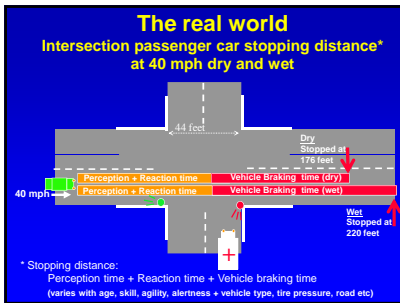 The real world
Intersection passenger car stopping distance*
at 40 mph dry and wet
44 feet
Dry
Stopped at
176 feet
Perception + Reaction time Vehicle Braking time (dry)
40 mph
Perception + Reaction time Vehicle Braking time (wet)
Wet
Stopped at
220 feet
* Stopping distance:
Perception time + Reaction time + Vehicle braking time
(varies with age, skill, agility, alertness + vehicle type, tire pressure, road etc)